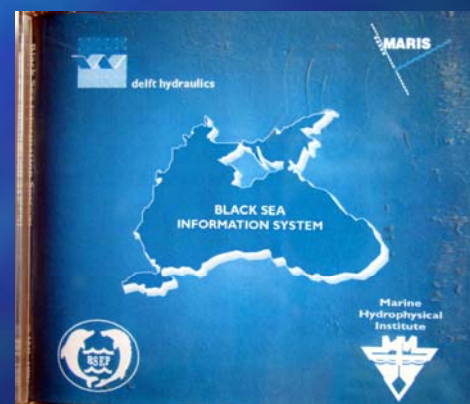 MARIS
delft hydraulics
BLACK SEA
INFORMATION SYSTEM
Marine
Hydrophysical
Institute
BSEP